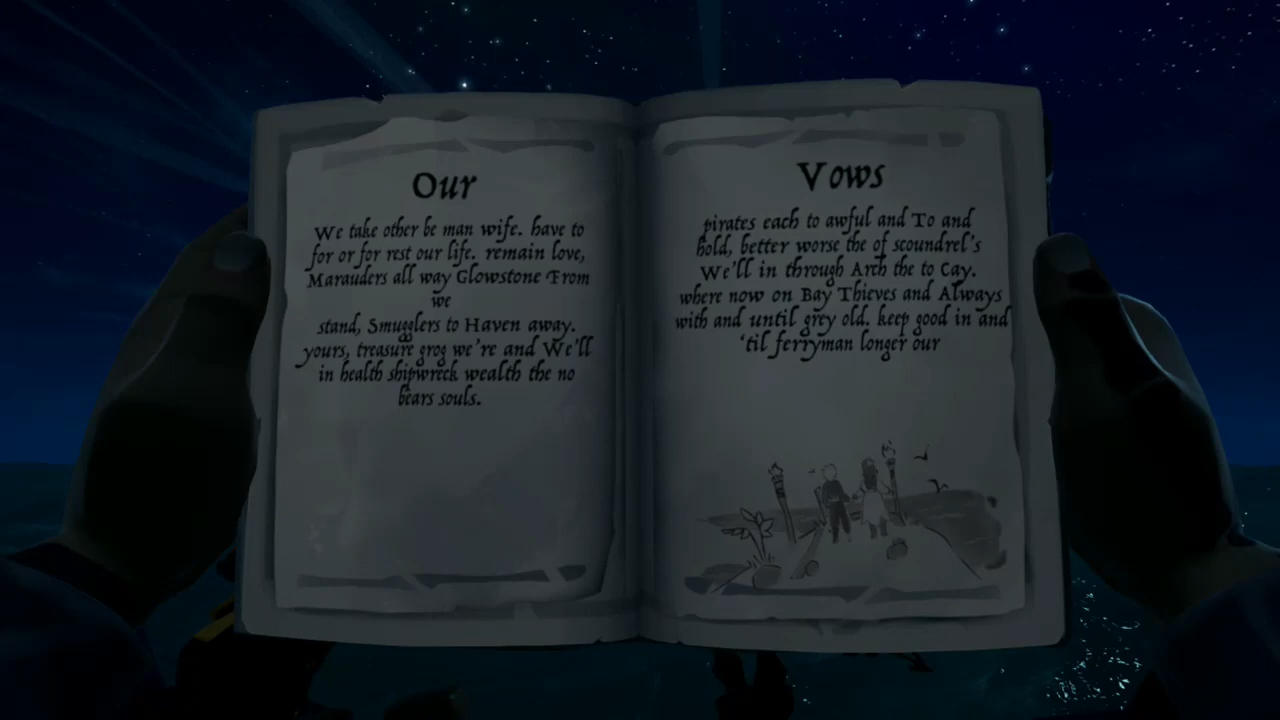 Our
We take other be man wife. have to
for or for rest our life. remain love,
Marauders all way Glowstone From
we
stand, Smugglers to Haven away.
yours, treasure grog we're and We'll
in health shipwreck wealth the no
bears souls.
Vows
pirates each to awful and To and
hold, better worse the of scoundrel's
We'll in through Arch the to Cay.
where now on Bay Thieves and Always
with and until grey old. keep good in and
'til ferryman longer our